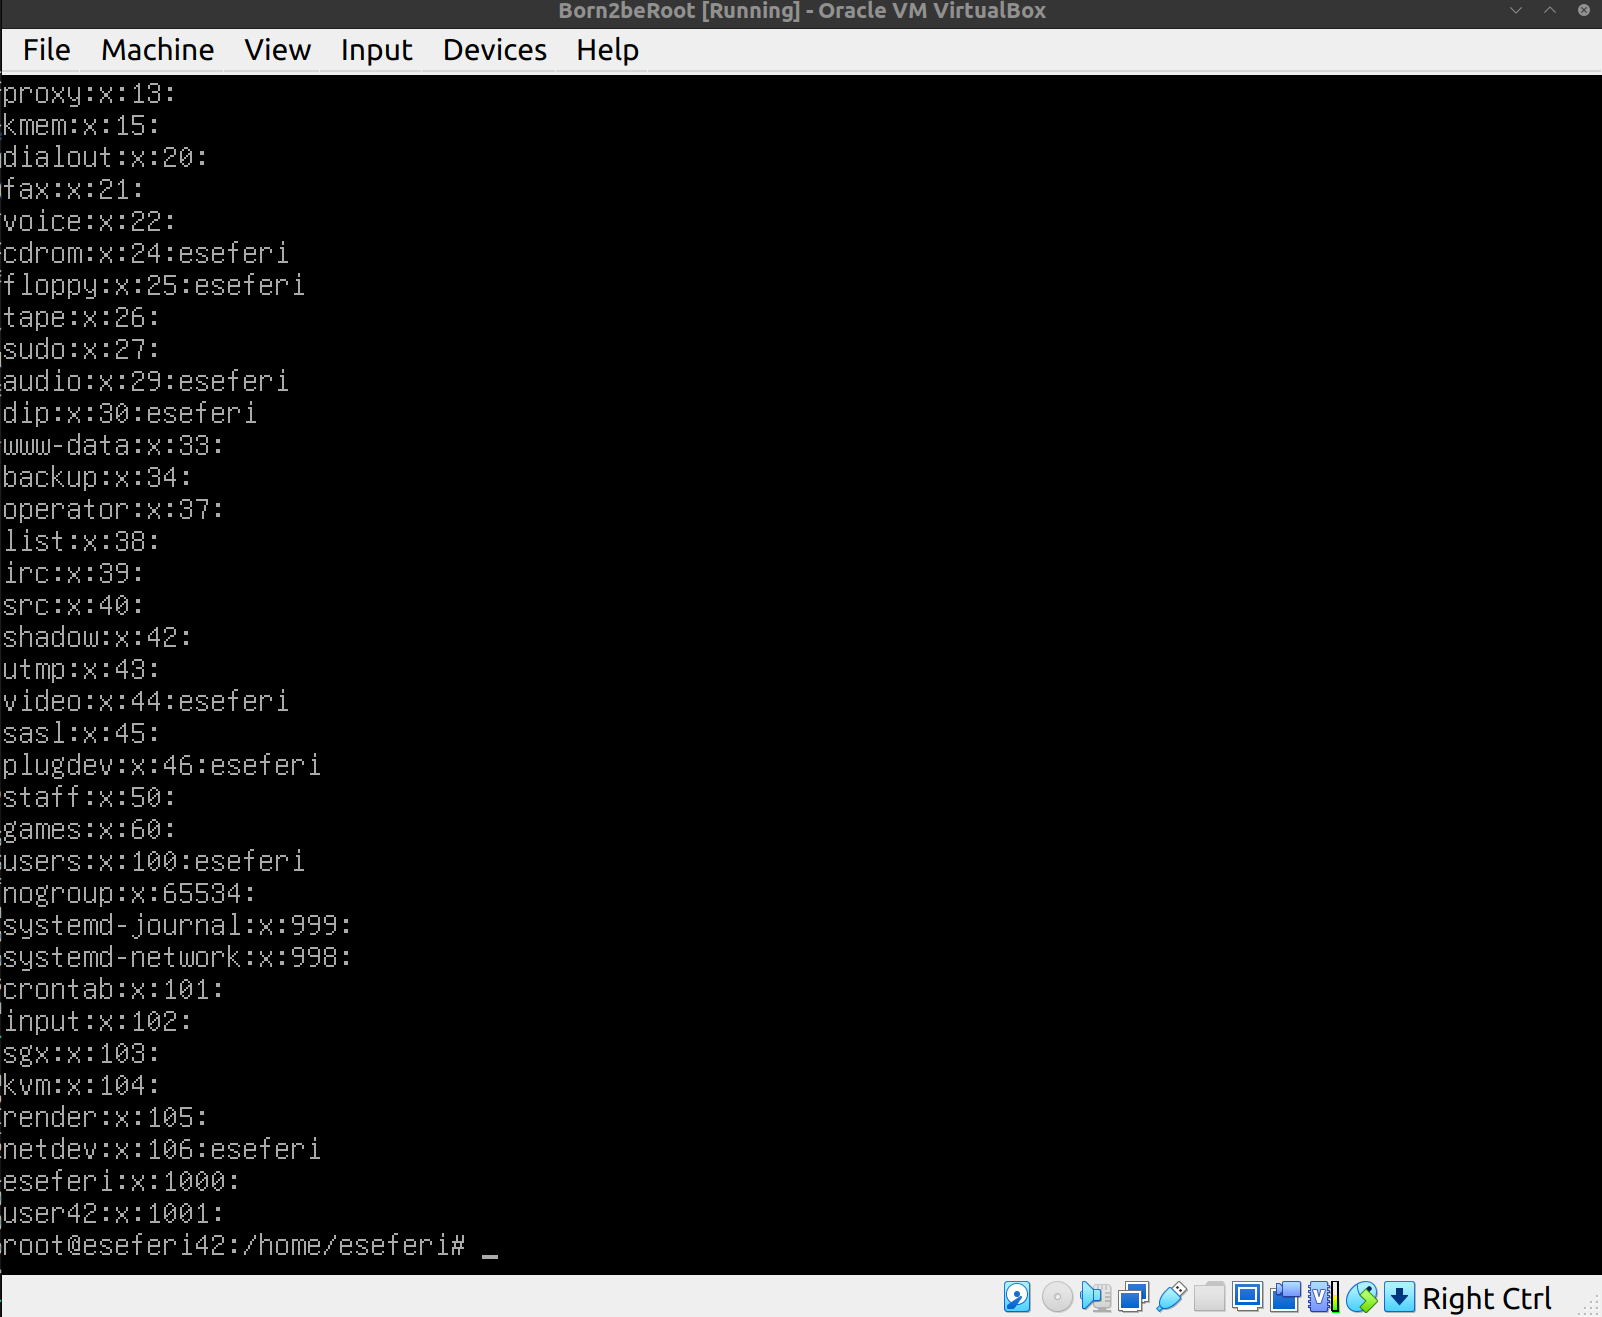 Born2beRoot [Running] - Oracle VM VirtualBox
File Machine View Input Devices Help
proxy:x:13:
kmem:x:15:
dialout:x:20:
fax:x:21:
voice:x:22:
cdrom:x:24:eseferi
floppy:x:25:eseferi
tape:x:26:
sudo:x:27:
audio:x:29:eseferi
dip:x:30:eseferi
www-data:x:33:
backup:x:34:
operator:x:37:
list:x:38:
irc:x:39:
src:x:40:
shadow:x:42:
utmp:x:43:
video:x:44:eseferi
sasl:x:45:
plugdev:x:46:eseferi
staff:x:50:
games:x:60:
users:x:100:eseferi
nogroup:x:65534:
systemd-journal:x:999:
systemd-network:x:998:
crontab:x:101:
input:x:102:
sgx:x:103:
kvm:x:104:
render:x:105:
netdev:x:106:eseferi
eseferi:x:1000:
user42:x:1001:
root@eseferi42:/home/eseferi# _
Right Ctrl